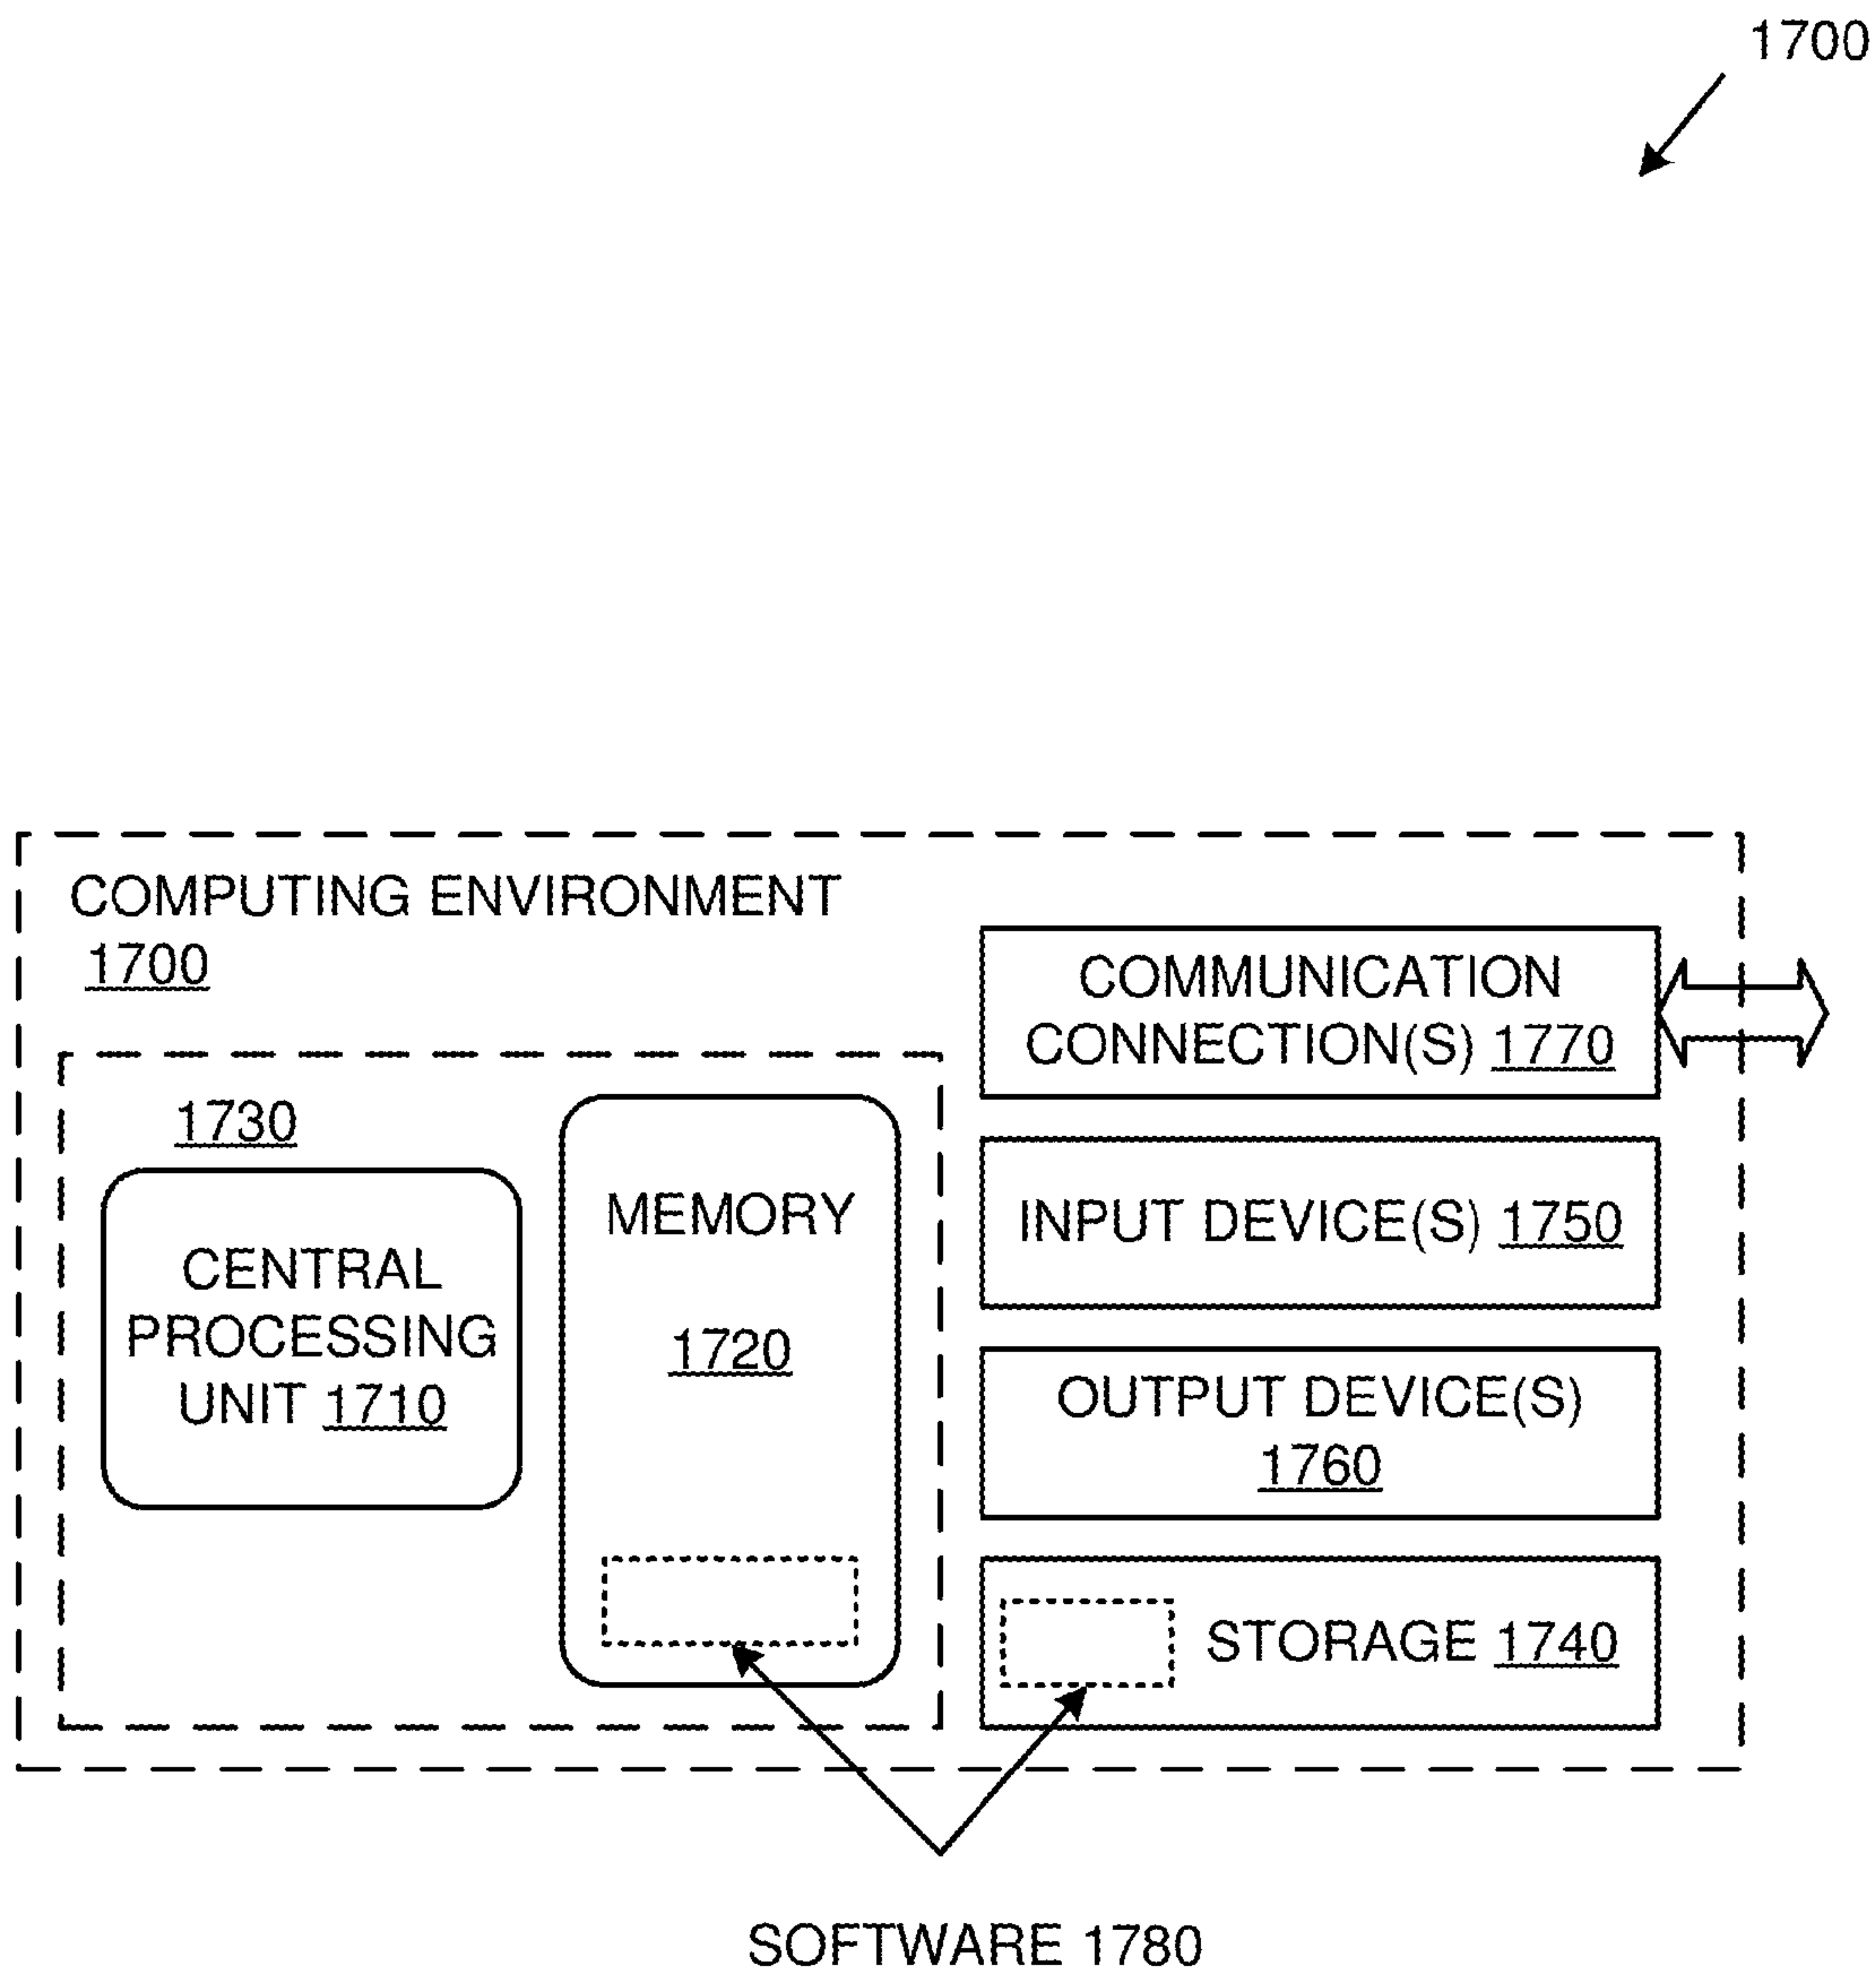 1700
COMPUTING ENVIRONMENT
1700
1730
CENTRAL
PROCESSING
UNIT 1710
MEMORY
1720
COMMUNICATION
CONNECTION(S) 1770
INPUT DEVICE(S) 1750
OUTPUT DEVICE(S)
1760
STORAGE 1740
SOFTWARE 1780